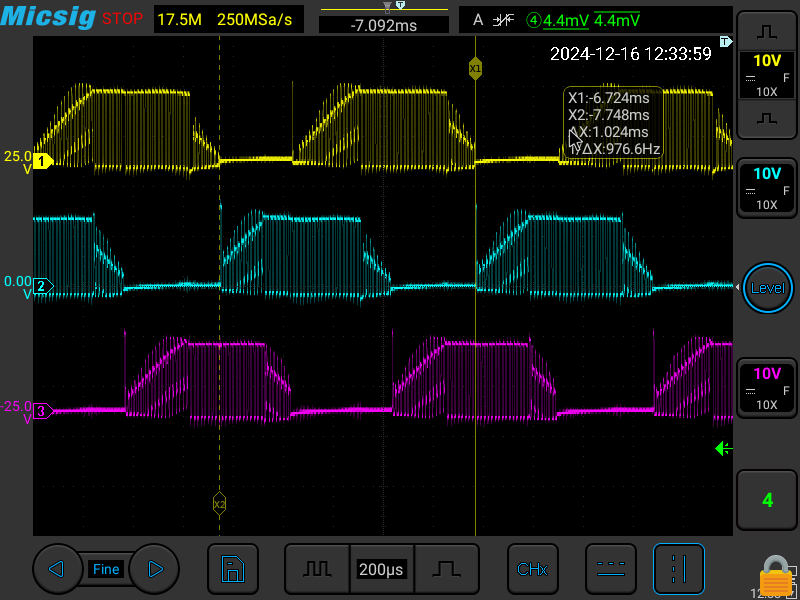 Micsig STOP 17.5M 250MSa/s -7.092ms A 4 4.4mV 4.4mV
T
T
2024-12-16 12:33:59
X1
10V
F
10X
X1:-6.724ms
X2:-7.748ms
ΔX:1.024ms
1/ΔX:976.6Hz
25.0
V
1
10V
F
10X
0.00
V
2
Level
10V
F
10X
-25.0
V
3
X2
4
Fine
200μs
CHx